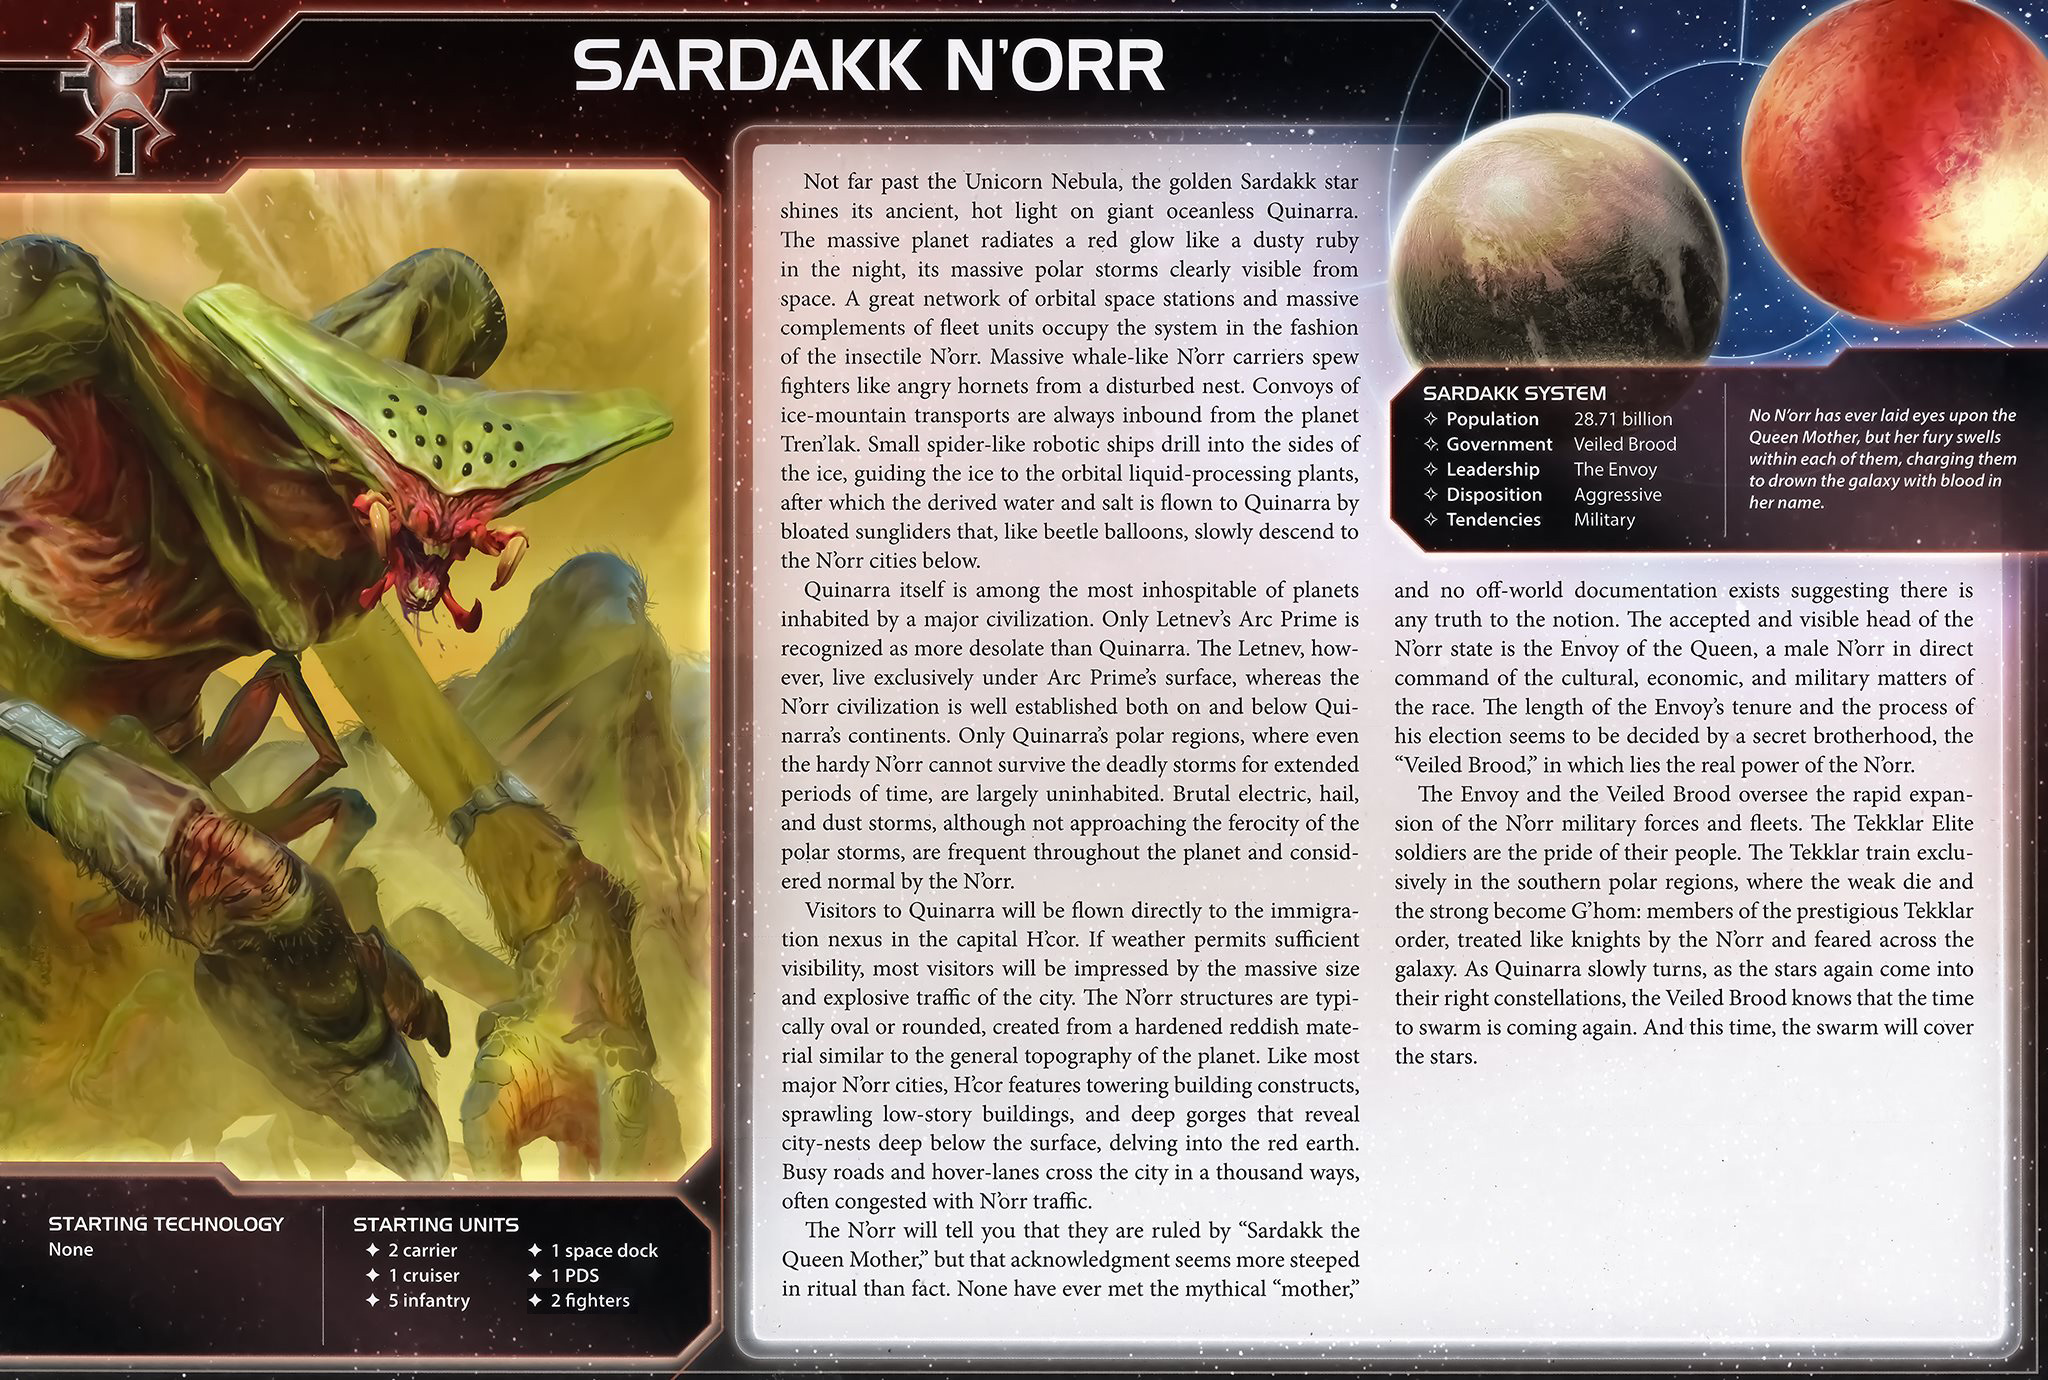 SARDAKK N'ORR
Not far past the Unicorn Nebula, the golden Sardakk star
shines its ancient, hot light on giant oceanless Quinarra.
The massive planet radiates a red glow like a dusty ruby
in the night, its massive polar storms clearly visible from
space. A great network of orbital space stations and massive
complements of fleet units occupy the system in the fashion
of the insectile N'orr. Massive whale-like N'orr carriers spew
fighters like angry hornets from a disturbed nest. Convoys of
ice-mountain transports are always inbound from the planet
Tren'lak. Small spider-like robotic ships drill into the sides of
the ice, guiding the ice to the orbital liquid-processing plants,
after which the derived water and salt is flown to Quinarra by
bloated sungliders that, like beetle balloons, slowly descend to
the N'orr cities below.
Quinarra itself is among the most inhospitable of planets
inhabited by a major civilization. Only Letnev's Arc Prime is
recognized as more desolate than Quinarra. The Letnev, how-
ever, live exclusively under Arc Prime's surface, whereas the
N'orr civilization is well established both on and below Qui-
narra's continents. Only Quinarra's polar regions, where even
the hardy N'orr cannot survive the deadly storms for extended
periods of time, are largely uninhabited. Brutal electric, hail,
and dust storms, although not approaching the ferocity of the
polar storms, are frequent throughout the planet and consid-
ered normal by the N'orr.
Visitors to Quinarra will be flown directly to the immigra-
tion nexus in the capital H'cor. If weather permits sufficient
visibility, most visitors will be impressed by the massive size
and explosive traffic of the city. The N'orr structures are typi-
cally oval or rounded, created from a hardened reddish mate-
rial similar to the general topography of the planet. Like most
major N'orr cities, H'cor features towering building constructs,
sprawling low-story buildings, and deep gorges that reveal
city-nests deep below the surface, delving into the red earth.
Busy roads and hover-lanes cross the city in a thousand ways,
often congested with N'orr traffic.
The N'orr will tell you that they are ruled by “Sardakk the
Queen Mother,” but that acknowledgment seems more steeped
in ritual than fact. None have ever met the mythical “mother,”
SARDAKK SYSTEM
Population 28.71 billion
Government Veiled Brood
Leadership The Envoy
Disposition Aggressive
Tendencies Military
No N'orr has ever laid eyes upon the
Queen Mother, but her fury swells
within each of them, charging them
to drown the galaxy with blood in
her name.
and no off-world documentation exists suggesting there is
any truth to the notion. The accepted and visible head of the
N'orr state is the Envoy of the Queen, a male N'orr in direct
command of the cultural, economic, and military matters of
the race. The length of the Envoy's tenure and the process of
his election seems to be decided by a secret brotherhood, the
“Veiled Brood,” in which lies the real power of the N'orr.
The Envoy and the Veiled Brood oversee the rapid expan-
sion of the N'orr military forces and fleets. The Tekklar Elite
soldiers are the pride of their people. The Tekklar train exclu-
sively in the southern polar regions, where the weak die and
the strong become G'hom: members of the prestigious Tekklar
order, treated like knights by the N'orr and feared across the
galaxy. As Quinarra slowly turns, as the stars again come into
their right constellations, the Veiled Brood knows that the time
to swarm is coming again. And this time, the swarm will cover
the stars.
STARTING TECHNOLOGY
None
STARTING UNITS
2 carrier
1 cruiser
5 infantry
1 space dock
1 PDS
2 fighters